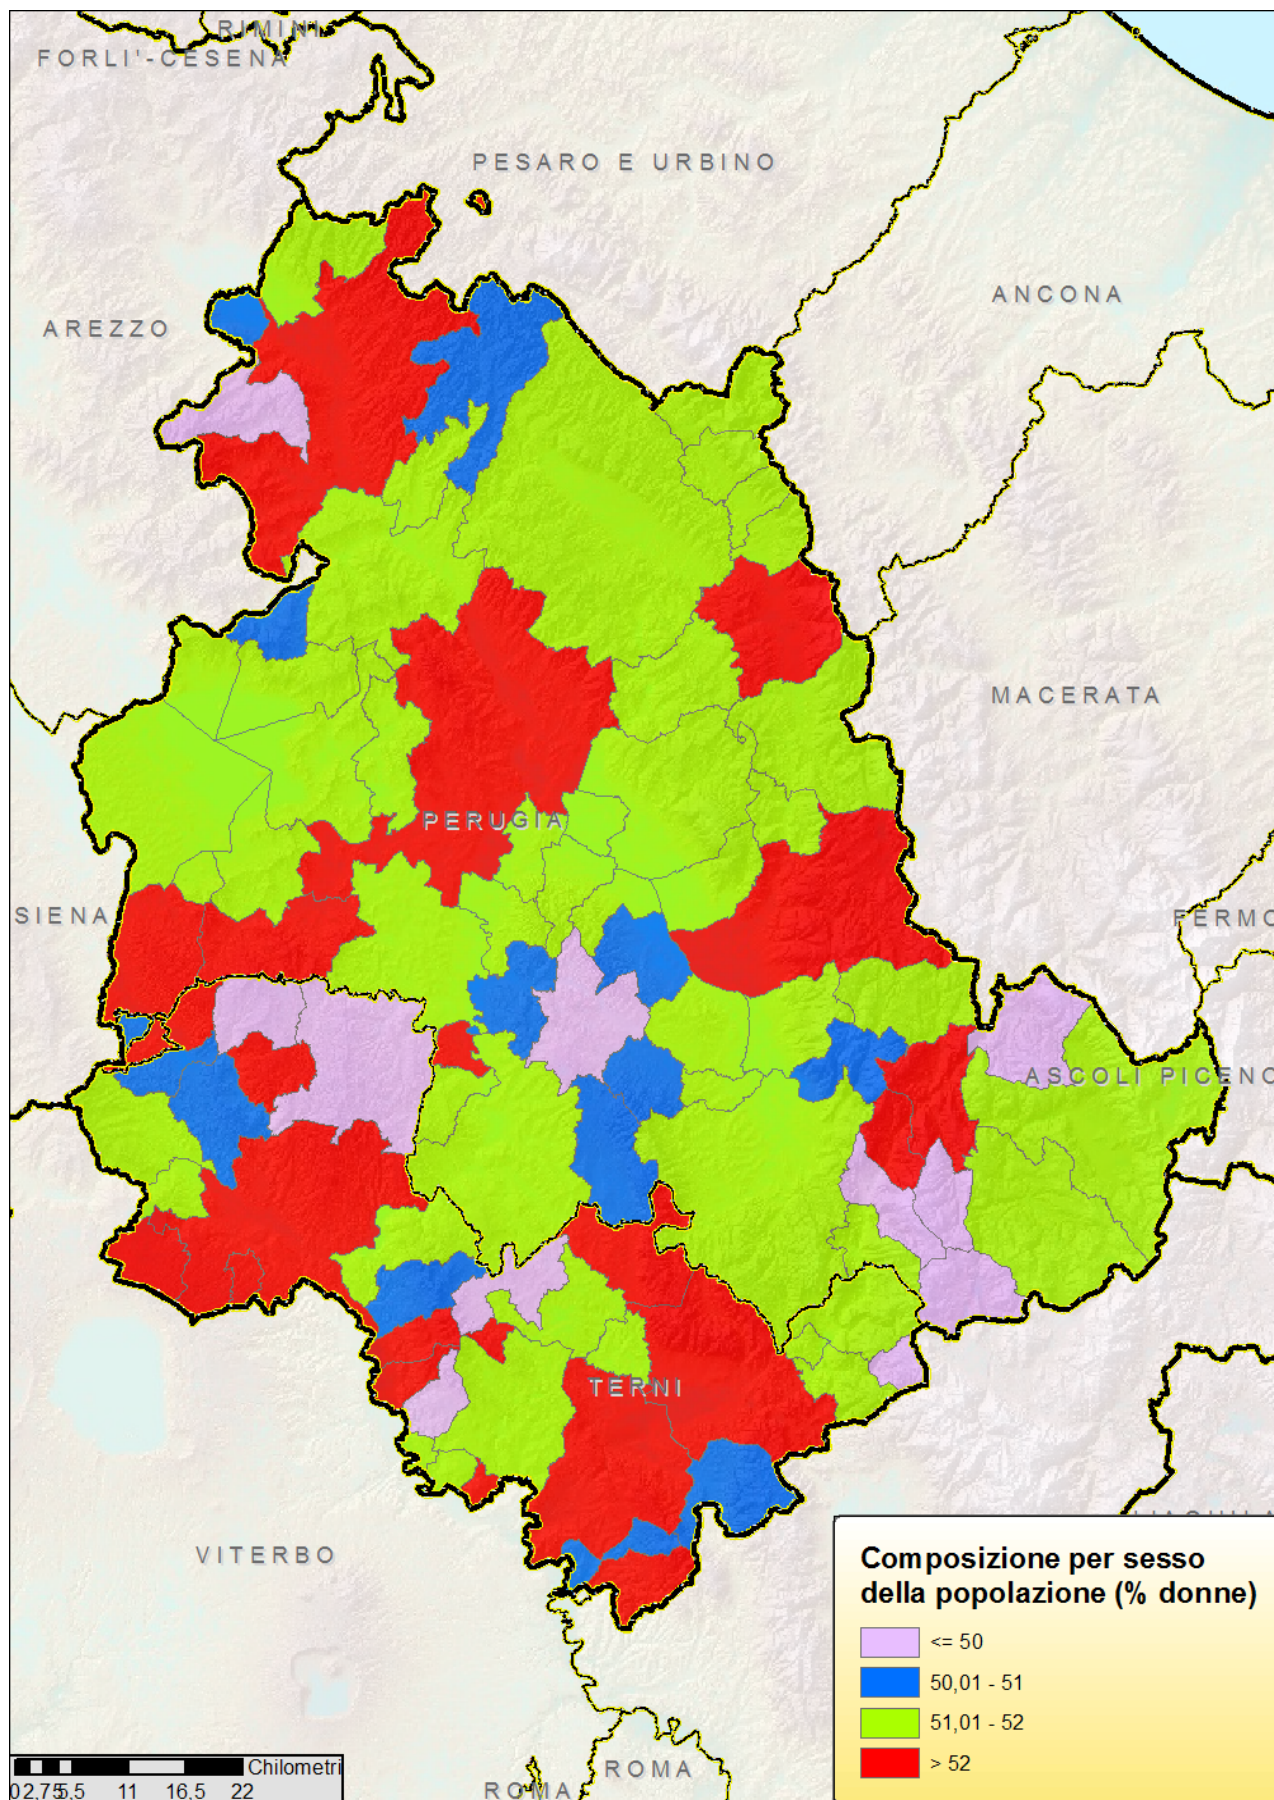 RIMINI
FORLI'-CESENA
PESARO E URBINO
ANCONA
AREZZO
MACERATA
PERUGIA
SIENA
FERMO
ASCOLI PICENO
TERNI
VITERBO
Composizione per sesso
della popolazione (% donne)
<= 50
50,01 - 51
51,01 - 52
> 52
Chilometri
0 2,75 5,5 11 16,5 22
ROMA
ROMA